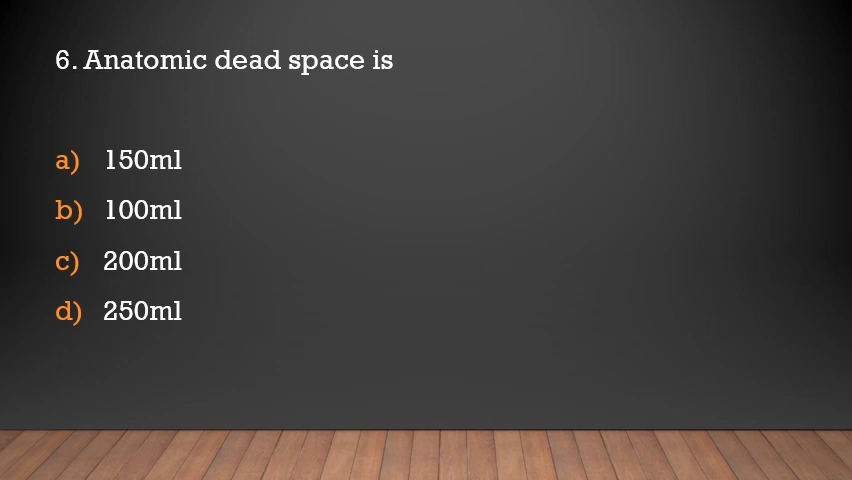 6. Anatomic dead space is
a) 150ml
b) 100ml
c) 200ml
d) 250ml